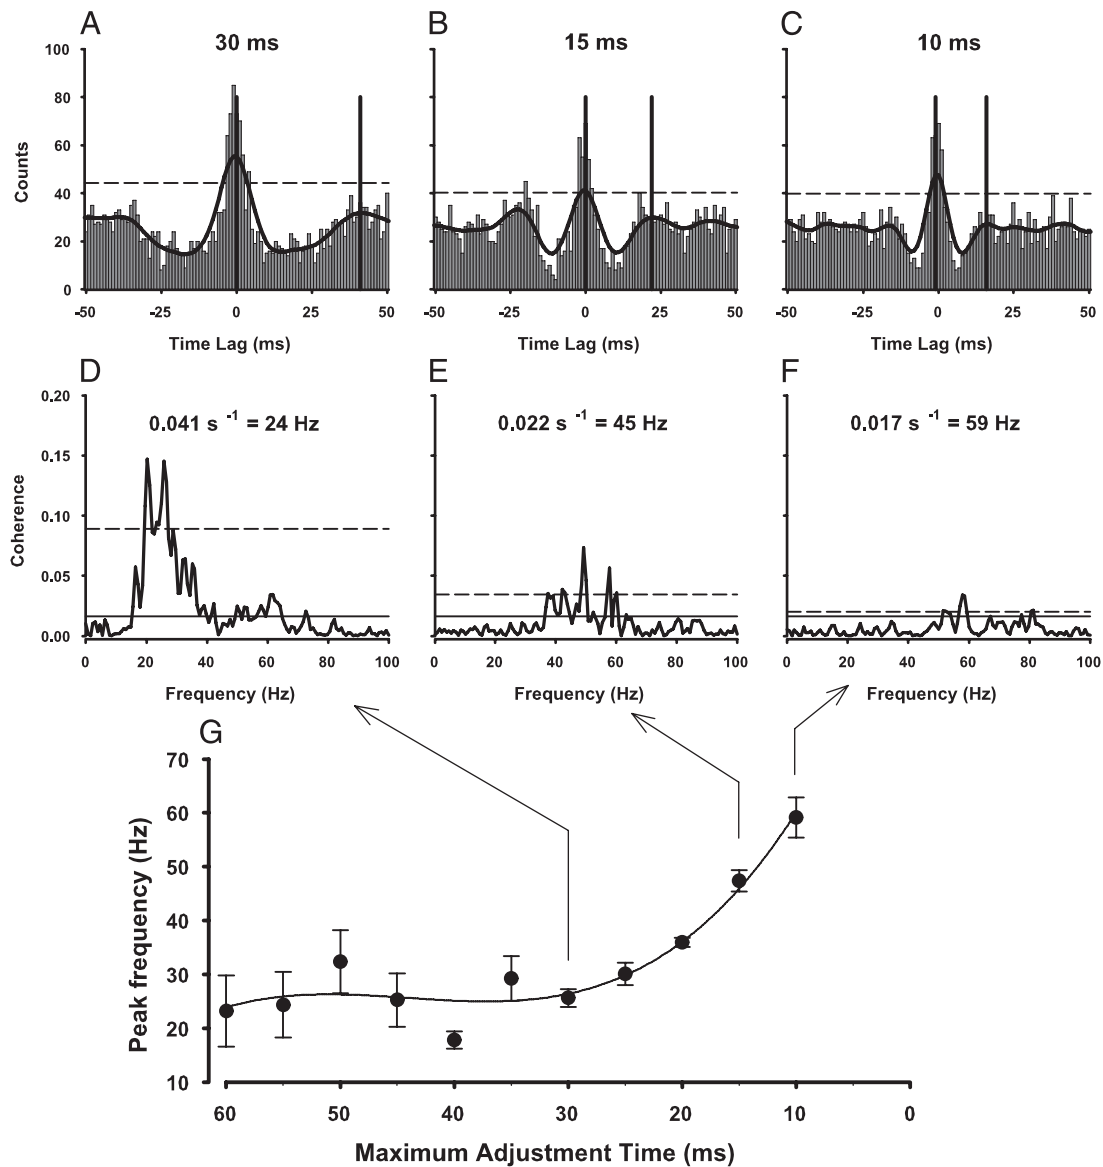 A
B
C
30 ms
15 ms
10 ms
100
80
60
40
20
0
Counts
-50 -25 0 25 50
-50 -25 0 25 50
-50 -25 0 25 50
Time Lag (ms)
Time Lag (ms)
Time Lag (ms)
D
E
F
0.20
0.15
0.10
0.05
0.00
Coherence
0.041 s -1 = 24 Hz
0.022 s -1 = 45 Hz
0.017 s -1 = 59 Hz
0 20 40 60 80 100
0 20 40 60 80 100
0 20 40 60 80 100
Frequency (Hz)
Frequency (Hz)
Frequency (Hz)
G
70
60
50
40
30
20
10
Peak frequency (Hz)
60 50 40 30 20 10 0
Maximum Adjustment Time (ms)